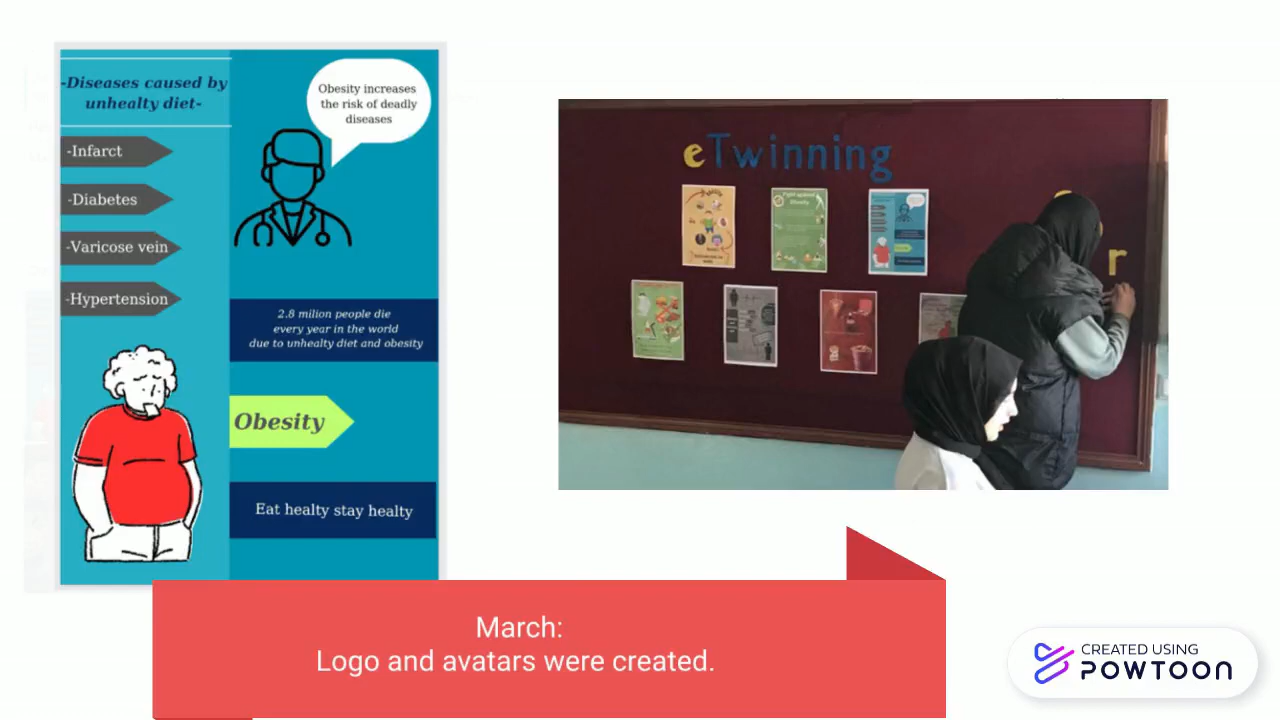 -Diseases caused by
unhealty diet-
-Infarct
-Diabetes
-Varicose vein
-Hypertension
Obesity increases
the risk of deadly
diseases
2.8 milion people die
every year in the world
due to unhealty diet and obesity
Obesity
Eat healty stay healty
eTwinning
r
March:
Logo and avatars were created.
CREATED USING
POWTOON